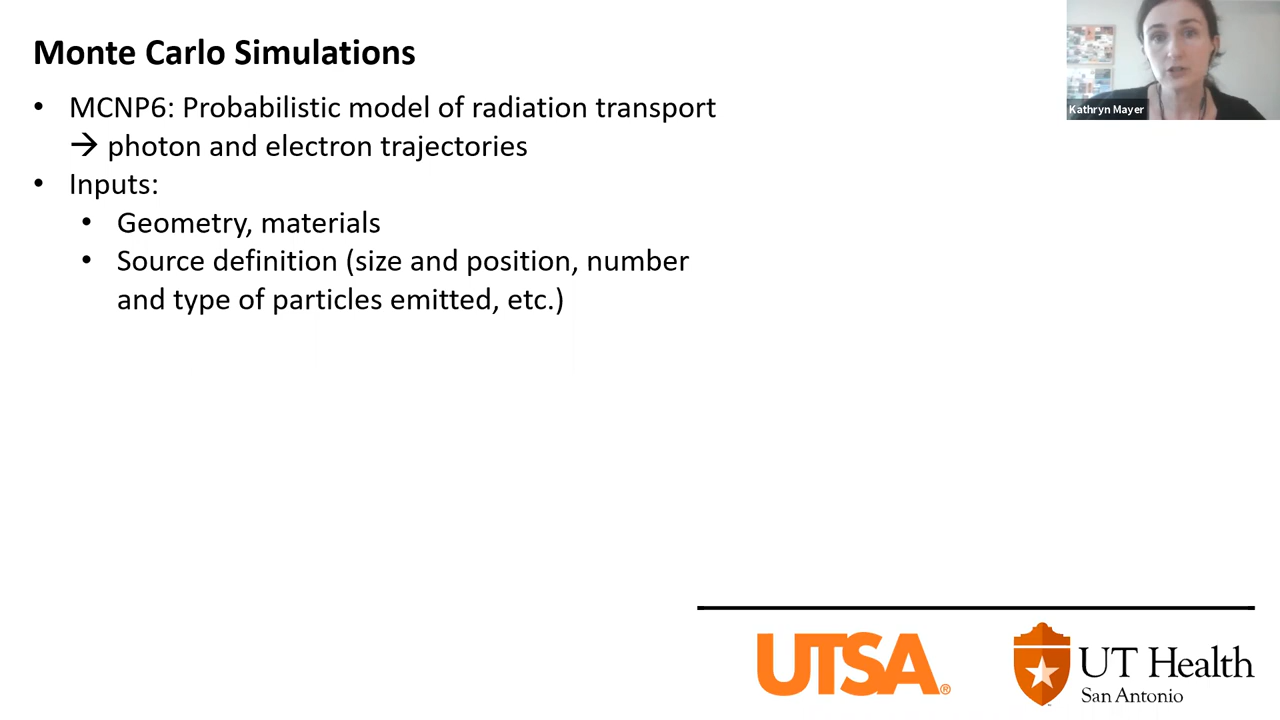 Monte Carlo Simulations
• MCNP6: Probabilistic model of radiation transport
→ photon and electron trajectories
• Inputs:
• Geometry, materials
• Source definition (size and position, number
and type of particles emitted, etc.)
Kathryn Mayer
UTSA®
UT Health
San Antonio